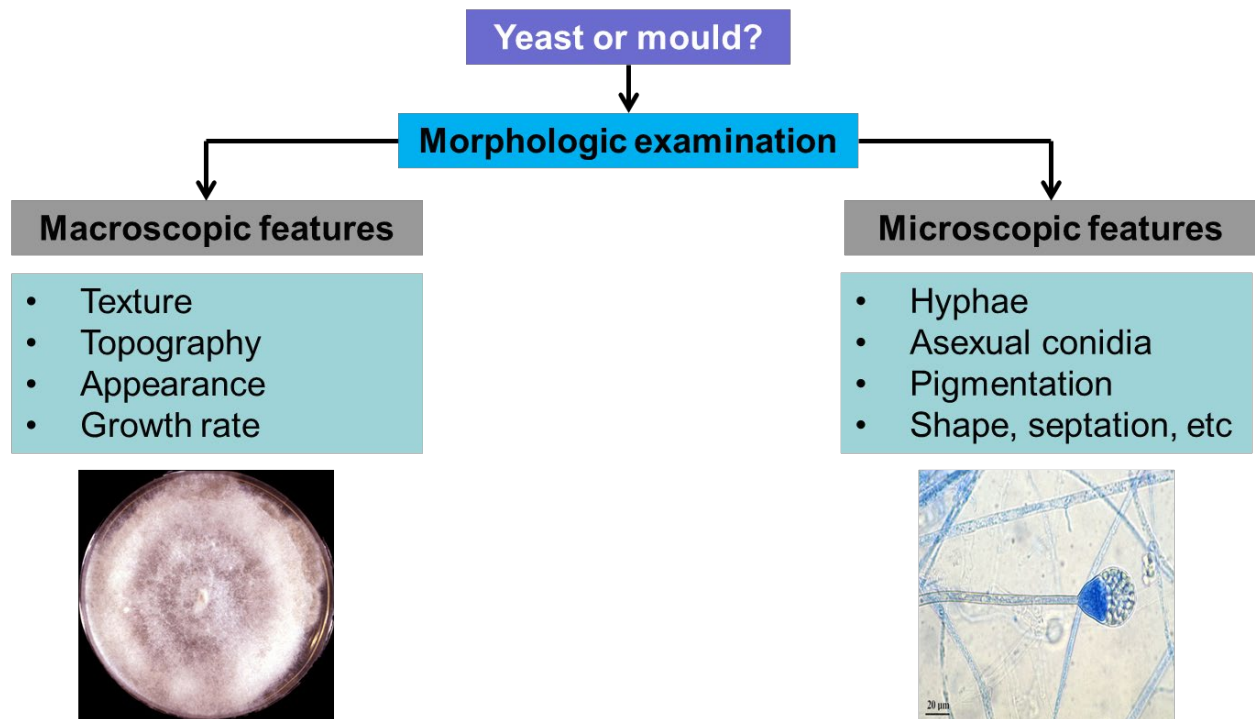 Yeast or mould?
Morphologic examination
Macroscopic features
• Texture
• Topography
• Appearance
• Growth rate
Microscopic features
• Hyphae
• Asexual conidia
• Pigmentation
• Shape, septation, etc
20 µm